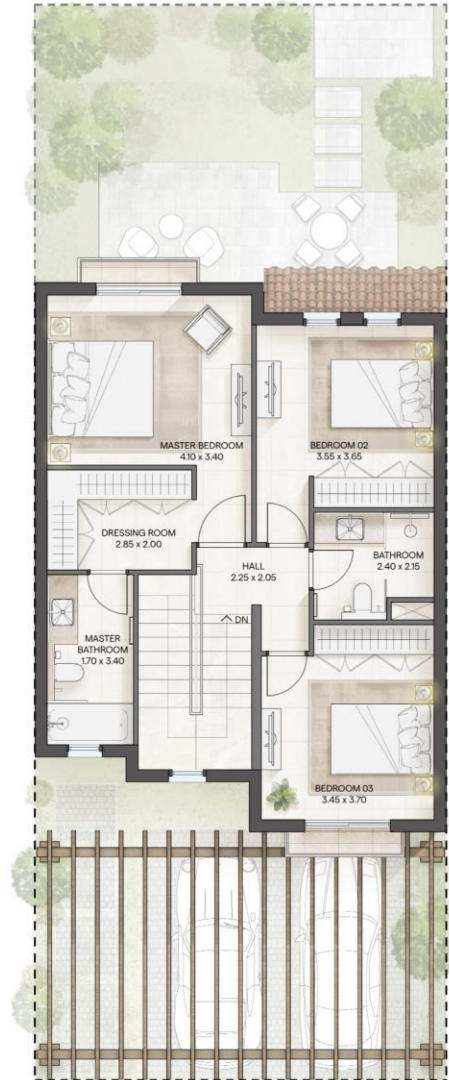 MASTER BEDROOM
4.10 x 3.40
BEDROOM 02
3.55 x 3.65
DRESSING ROOM
2.85 x 2.00
HALL
2.25 x 2.05
BATHROOM
2.40 x 2.15
DN
MASTER
BATHROOM
1.70 x 3.40
BEDROOM 03
3.45 x 3.70